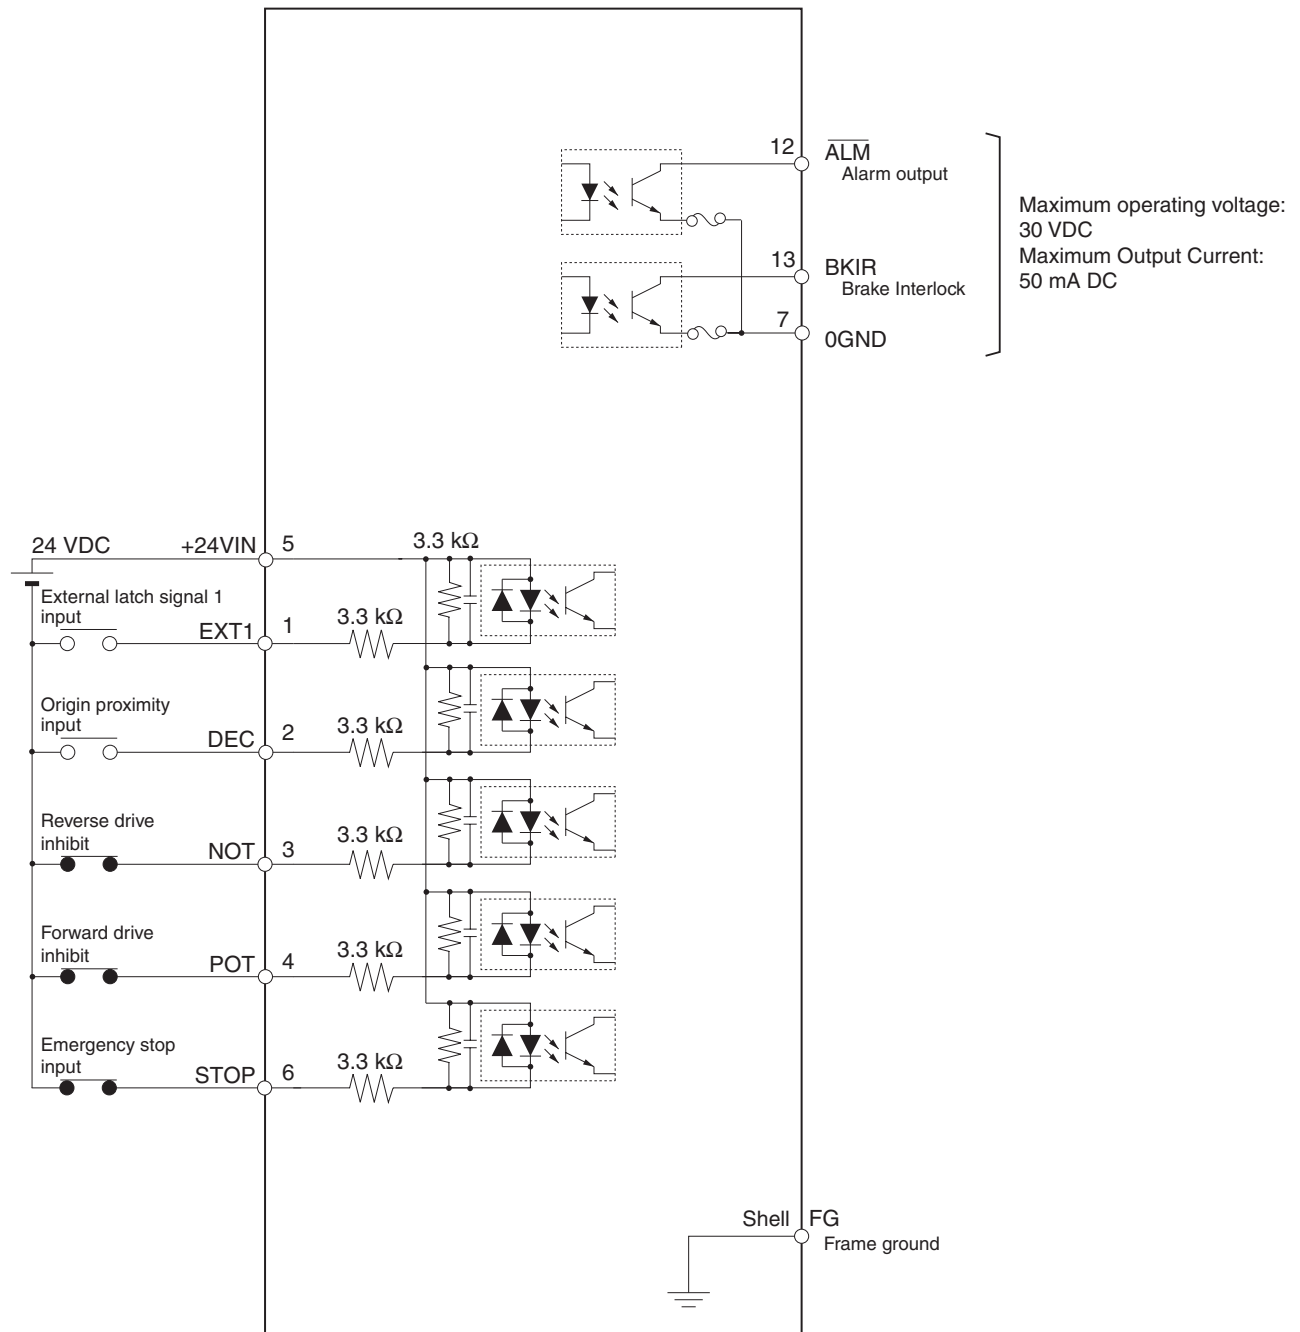 12
ALM
Alarm output
13
BKIR
Brake Interlock
7
0GND
Maximum operating voltage:
30 VDC
Maximum Output Current:
50 mA DC
24 VDC
+24VIN
5
3.3 kΩ
External latch signal 1
input
EXT1
1
3.3 kΩ
Origin proximity
input
DEC
2
3.3 kΩ
Reverse drive
inhibit
NOT
3
3.3 kΩ
Forward drive
inhibit
POT
4
3.3 kΩ
Emergency stop
input
STOP
6
3.3 kΩ
Shell
FG
Frame ground